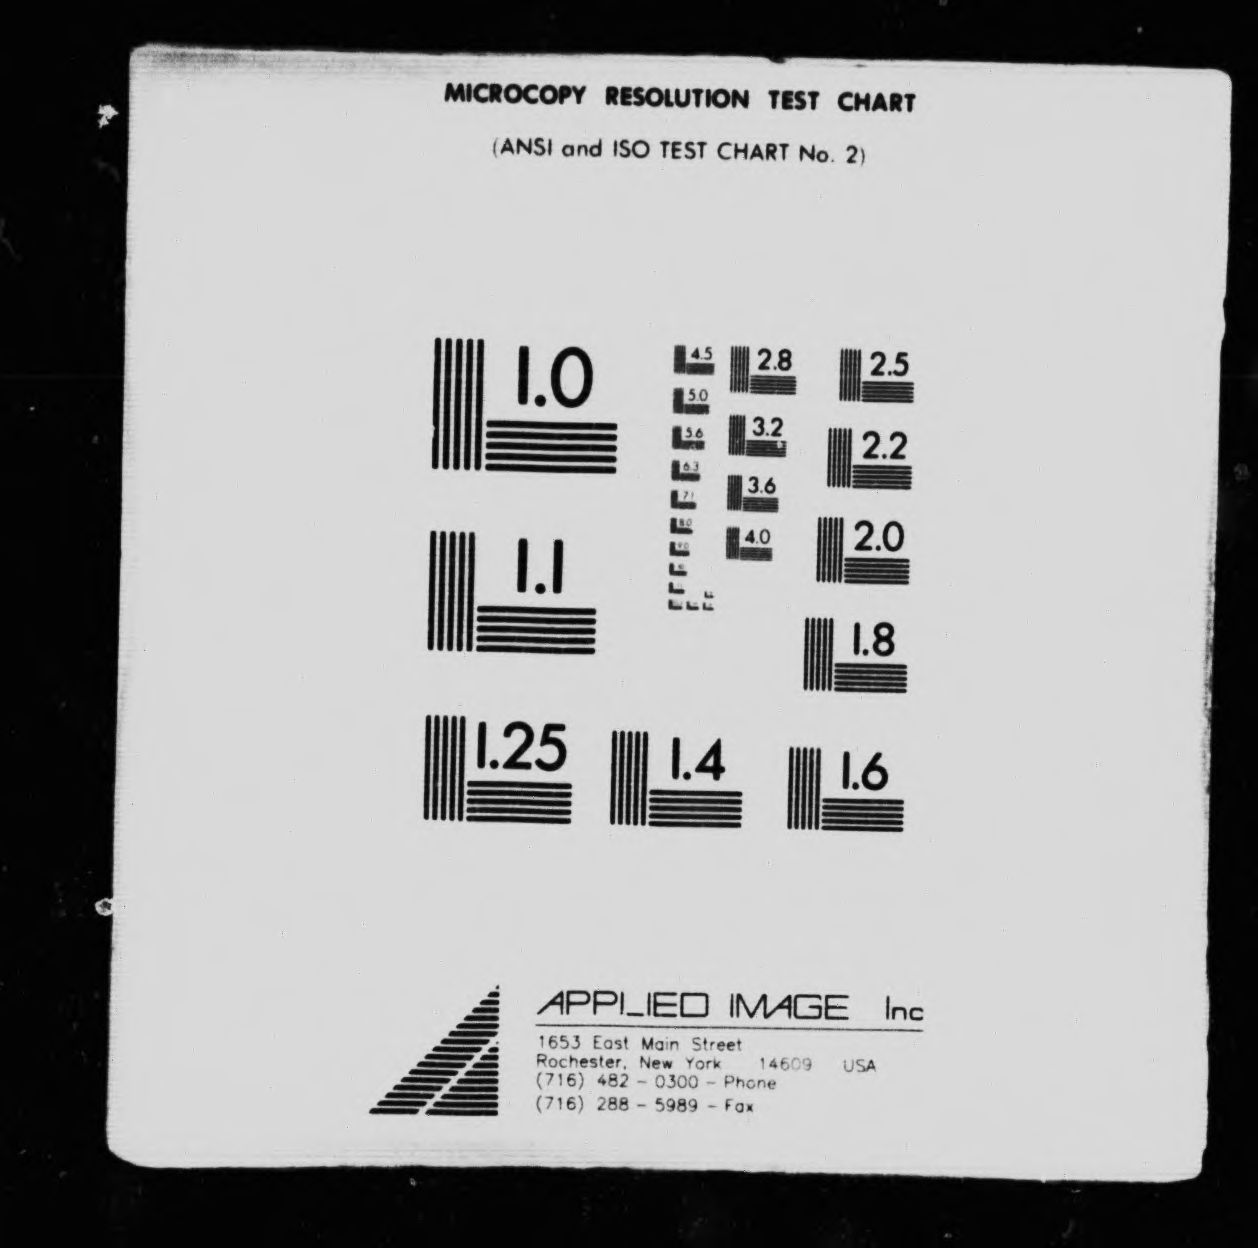 MICROCOPY RESOLUTION TEST CHART
(ANSI and ISO TEST CHART No. 2)
1.0
4.5
2.8
2.5
5.0
3.2
5.6
2.2
6.3
3.6
7.1
8.0
4.0
2.0
9.0
1.1
1.8
1.25
1.4
1.6
APPLIED IMAGE Inc
1653 East Main Street
Rochester, New York 14609 USA
(716) 482 - 0300 - Phone
(716) 288 - 5989 - Fax